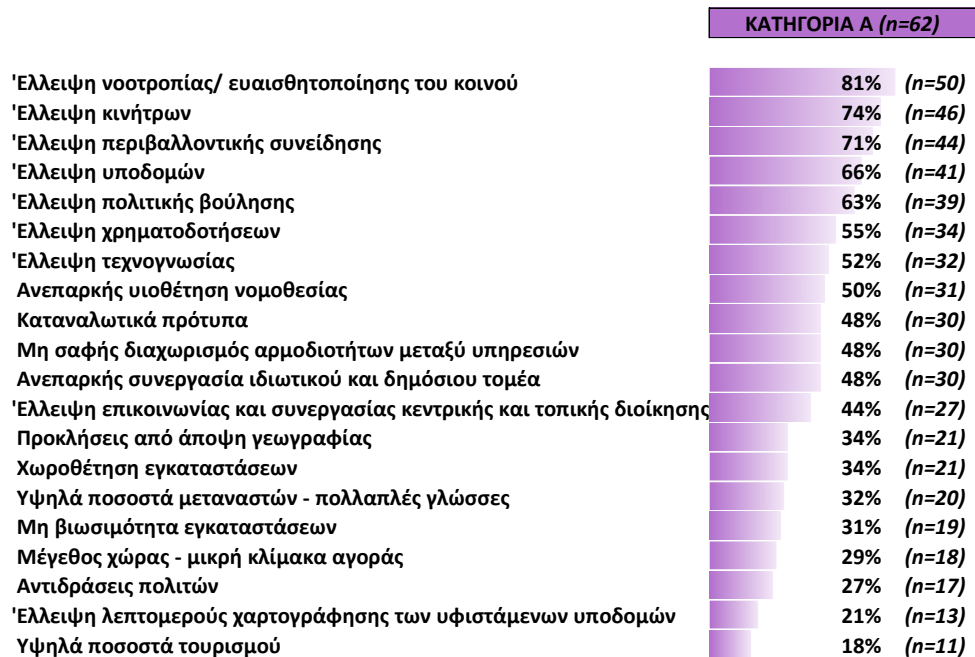 ΚΑΤΗΓΟΡΙΑ Α (n=62)
'Ελλειψη νοοτροπίας/ ευαισθητοποίησης του κοινού 81% (n=50)
'Ελλειψη κινήτρων 74% (n=46)
'Ελλειψη περιβαλλοντικής συνείδησης 71% (n=44)
'Ελλειψη υποδομών 66% (n=41)
'Ελλειψη πολιτικής βούλησης 63% (n=39)
'Ελλειψη χρηματοδοτήσεων 55% (n=34)
'Ελλειψη τεχνογνωσίας 52% (n=32)
Ανεπαρκής υιοθέτηση νομοθεσίας 50% (n=31)
Καταναλωτικά πρότυπα 48% (n=30)
Μη σαφής διαχωρισμός αρμοδιοτήτων μεταξύ υπηρεσιών 48% (n=30)
Ανεπαρκής συνεργασία ιδιωτικού και δημόσιου τομέα 48% (n=30)
'Ελλειψη επικοινωνίας και συνεργασίας κεντρικής και τοπικής διοίκησης 44% (n=27)
Προκλήσεις από άποψη γεωγραφίας 34% (n=21)
Χωροθέτηση εγκαταστάσεων 34% (n=21)
Υψηλά ποσοστά μεταναστών - πολλαπλές γλώσσες 32% (n=20)
Μη βιωσιμότητα εγκαταστάσεων 31% (n=19)
Μέγεθος χώρας - μικρή κλίμακα αγοράς 29% (n=18)
Αντιδράσεις πολιτών 27% (n=17)
'Ελλειψη λεπτομερούς χαρτογράφησης των υφιστάμενων υποδομών 21% (n=13)
Υψηλά ποσοστά τουρισμού 18% (n=11)